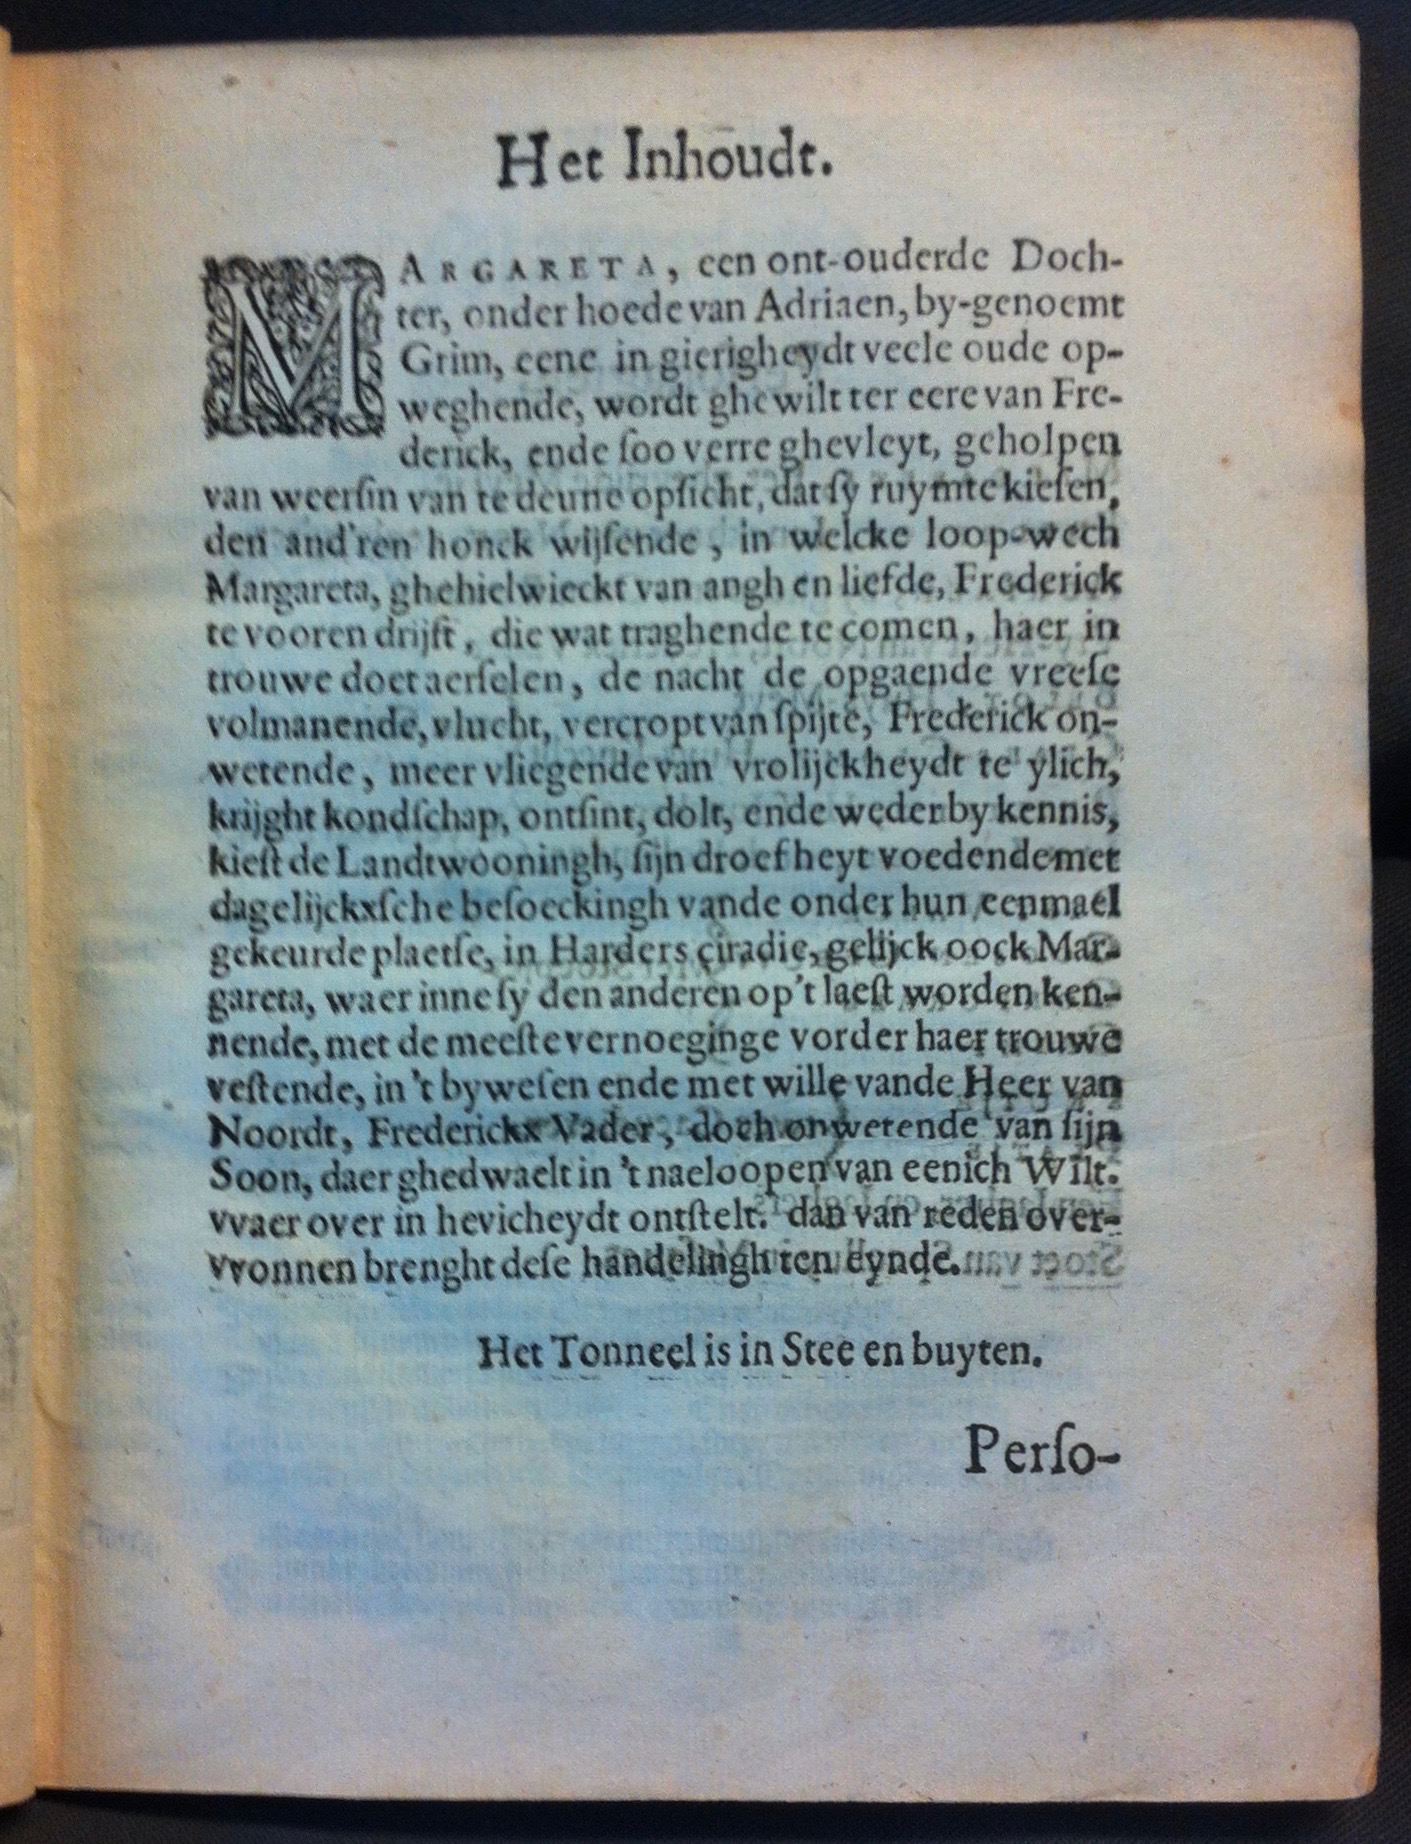 Het Inhoudt.
MARGARETA, een ont-ouderde Doch-
ter, onder hoede van Adriaen, by-genoemt
Grim, eene in gierigheydt veele oude op-
weghende, wordt ghewilt ter eere van Fre-
derick, ende ſoo verre ghevleyt, geholpen
van weerſin van te deune opſicht, dat ſy ruymte kieſen,
den and'ren honck wijſende, in welcke loop-wech
Margareta, ghehielwieckt van angh en liefde, Frederick
te vooren drijft, die wat traghende te comen, haer in
trouwe doet aerſelen, de nacht de opgaende vreeſe
volmanende, vlucht, vercropt van ſpijte, Frederick on-
wetende, meer vliegende van vrolijckheydt te ylich,
krijght kondſchap, ontſint, dolt, ende weder by kennis,
kieſt de Landtwooningh, ſijn droefheyt voedende met
dagelijckxſche beſoeckingh vande onder hun eenmael
gekeurde plaetſe, in Harders ciradie, gelijck oock Mar-
gareta, waer inne ſy den anderen op't laeſt worden ken-
nende, met de meeſte vernoeginge vorder haer trouwe
veſtende, in 't byweſen ende met wille vande Heer van
Noordt, Frederickx Vader, doch onwetende van ſijn
Soon, daer ghedwaelt in 't naeloopen van eenich Wilt.
vvaer over in hevicheydt ontſtelt. dan van reden over-
vvonnen brenght deſe handelingh ten eynde.
Het Tonneel is in Stee en buyten.
Perſo-